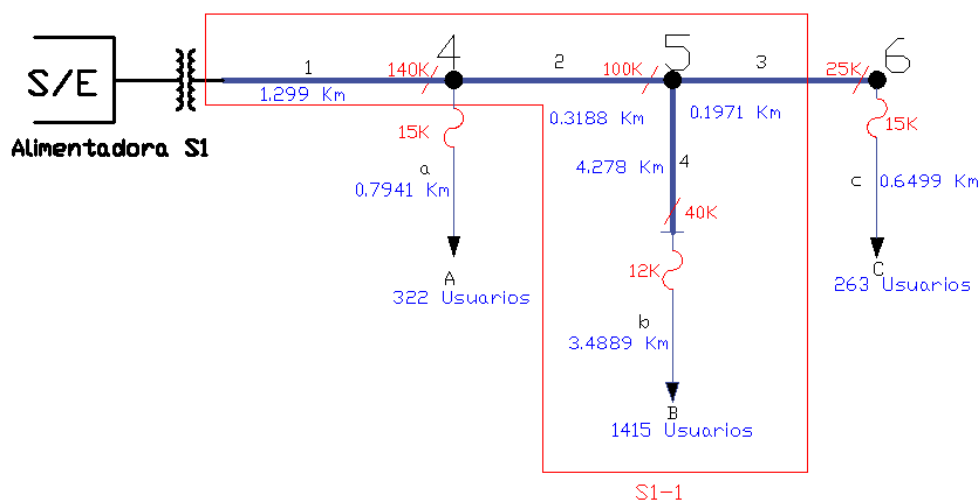 S/E
Alimentadora S1
1
1.299 Km
140K
4
2
100K
0.3188 Km
5
3
0.1971 Km
25K
6
15K
a
0.7941 Km
A
322 Usuarios
4.278 Km
4
40K
12K
b
3.4889 Km
B
1415 Usuarios
15K
c
0.6499 Km
C
263 Usuarios
S1-1